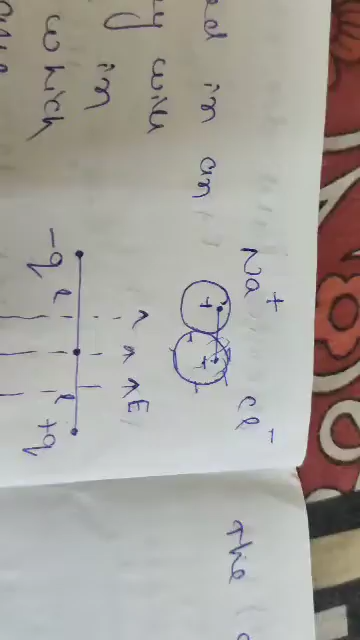 ed in an
y will
in
which
Na+ Cl-
+ +
^ ^ ^E
-q l l +q
the